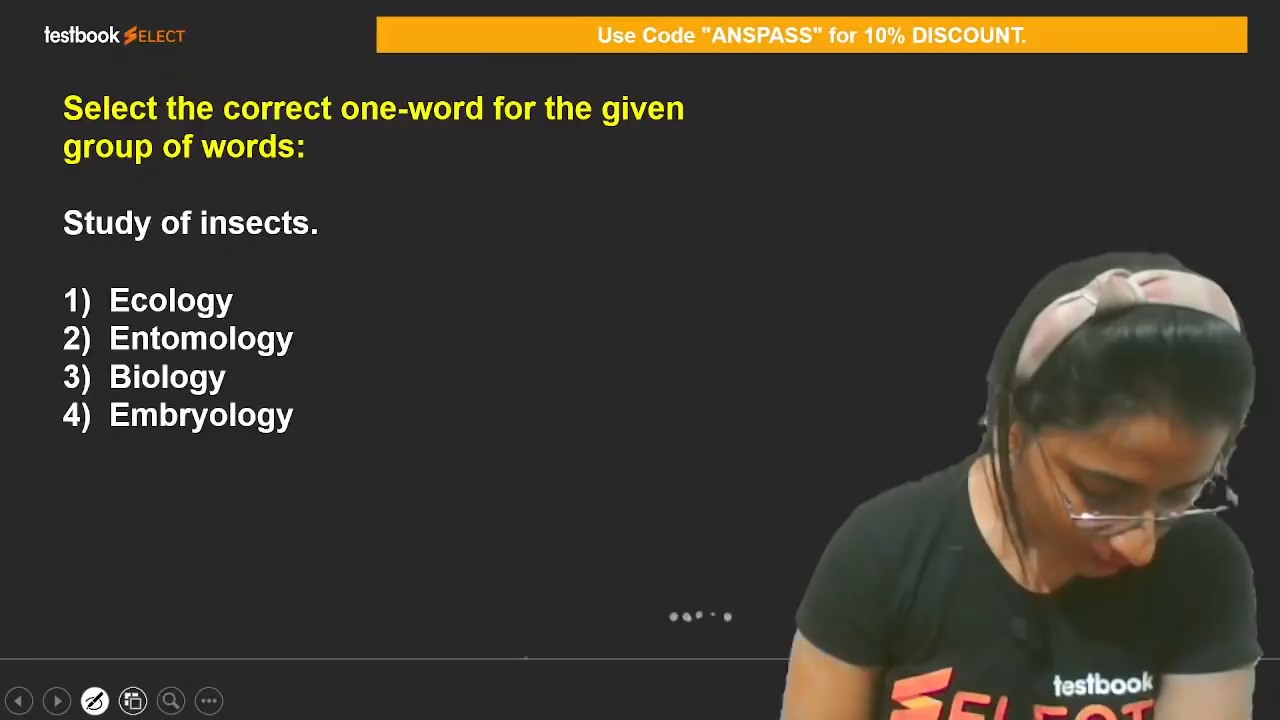 testbook SELECT
Use Code "ANSPASS" for 10% DISCOUNT.
Select the correct one-word for the given
group of words:
Study of insects.
1) Ecology
2) Entomology
3) Biology
4) Embryology
testbook
SELECT